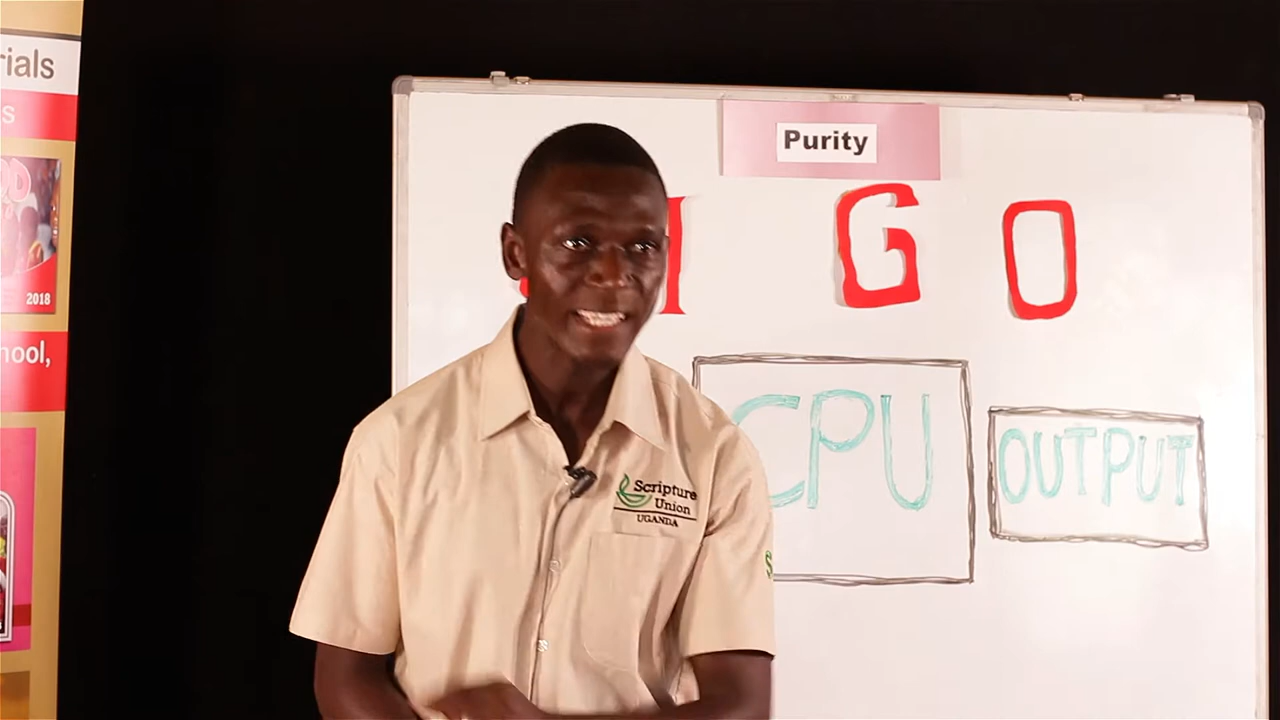 rials
s
2018
hool,
Purity
I G O
CPU
OUTPUT
Scripture
Union
UGANDA